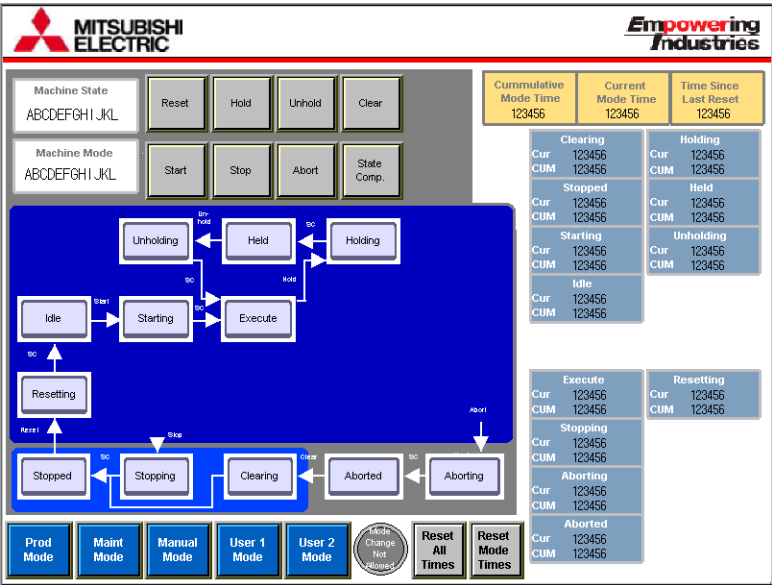 MITSUBISHI
ELECTRIC
Empowering
Industries
Machine State
ABCDEFGHIJKL
Reset
Hold
Unhold
Clear
Machine Mode
ABCDEFGHIJKL
Start
Stop
Abort
State
Comp.
Cummulative
Mode Time
123456
Current
Mode Time
123456
Time Since
Last Reset
123456
Clearing
Cur 123456
CUM 123456
Holding
Cur 123456
CUM 123456
Stopped
Cur 123456
CUM 123456
Held
Cur 123456
CUM 123456
Starting
Cur 123456
CUM 123456
Unholding
Cur 123456
CUM 123456
Idle
Cur 123456
CUM 123456
Execute
Cur 123456
CUM 123456
Resetting
Cur 123456
CUM 123456
Stopping
Cur 123456
CUM 123456
Aborting
Cur 123456
CUM 123456
Aborted
Cur 123456
CUM 123456
Unholding
Un-
hold
Held
SC
Holding
SC
Hold
Idle
Start
Starting
SC
Execute
SC
Resetting
Reset
Stop
Abort
Stopped
SC
Stopping
Clearing
Clear
Aborted
SC
Aborting
Prod
Mode
Maint
Mode
Manual
Mode
User 1
Mode
User 2
Mode
Mode
Change
Not
Allowed
Reset
All
Times
Reset
Mode
Times